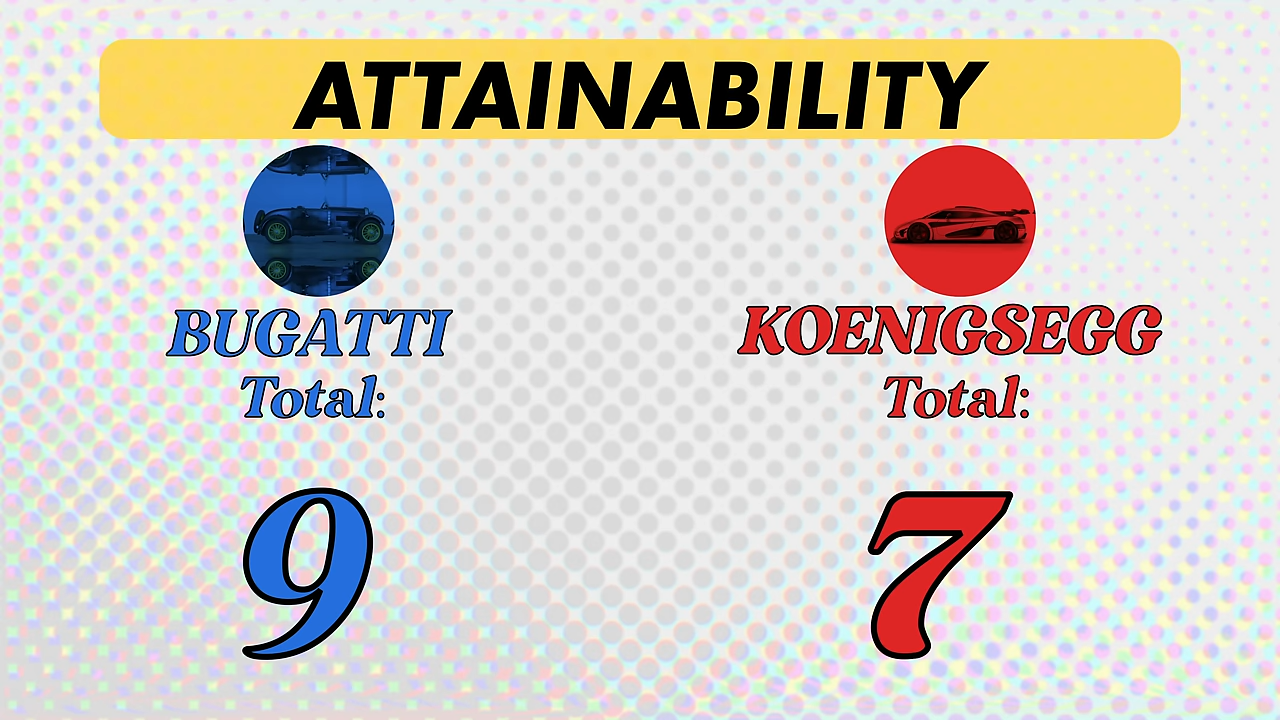 ATTAINABILITY
BUGATTI
Total:
9
KOENIGSEGG
Total:
7